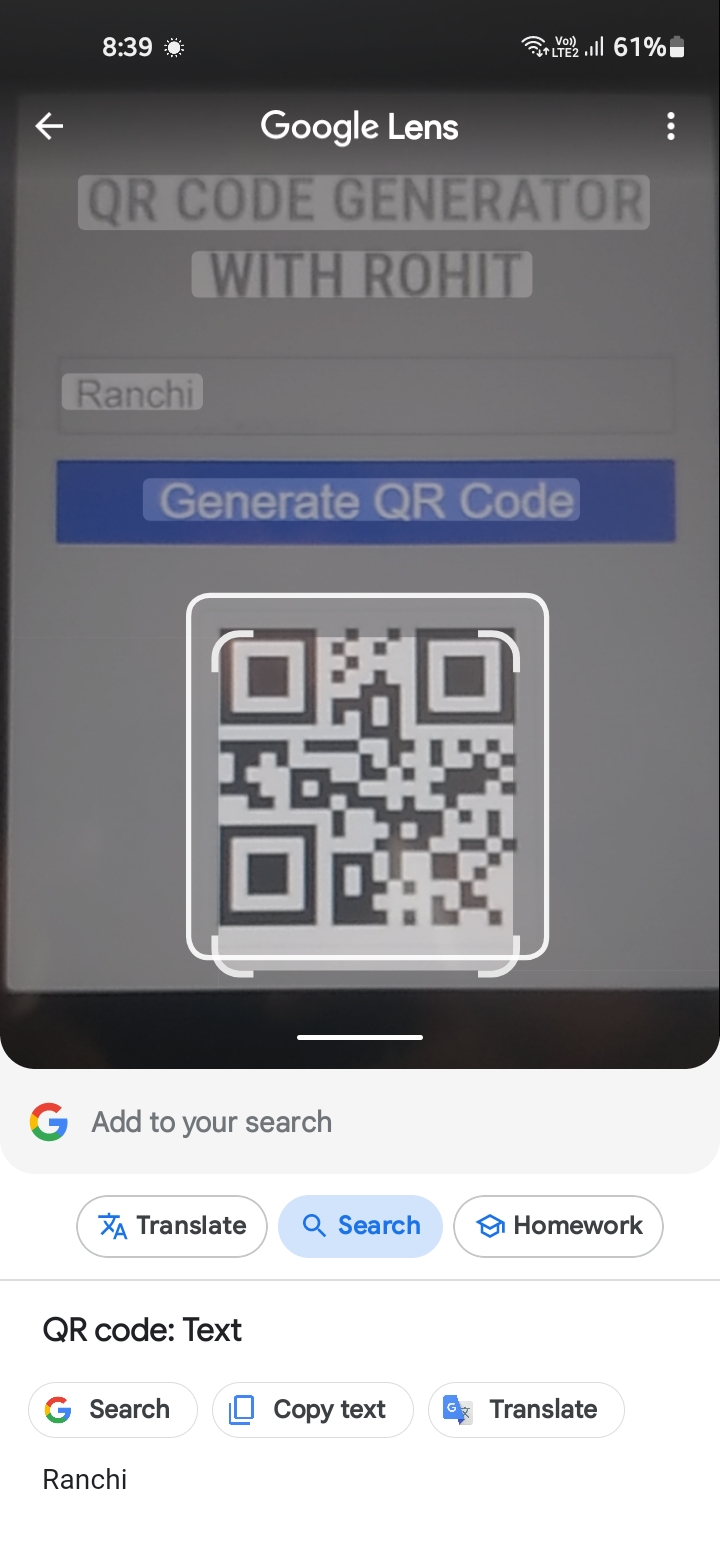 8:39 Vo)) LTE2 61%
Google Lens
QR CODE GENERATOR
WITH ROHIT
Ranchi
Generate QR Code
Add to your search
Translate Search Homework
QR code: Text
Search Copy text Translate
Ranchi